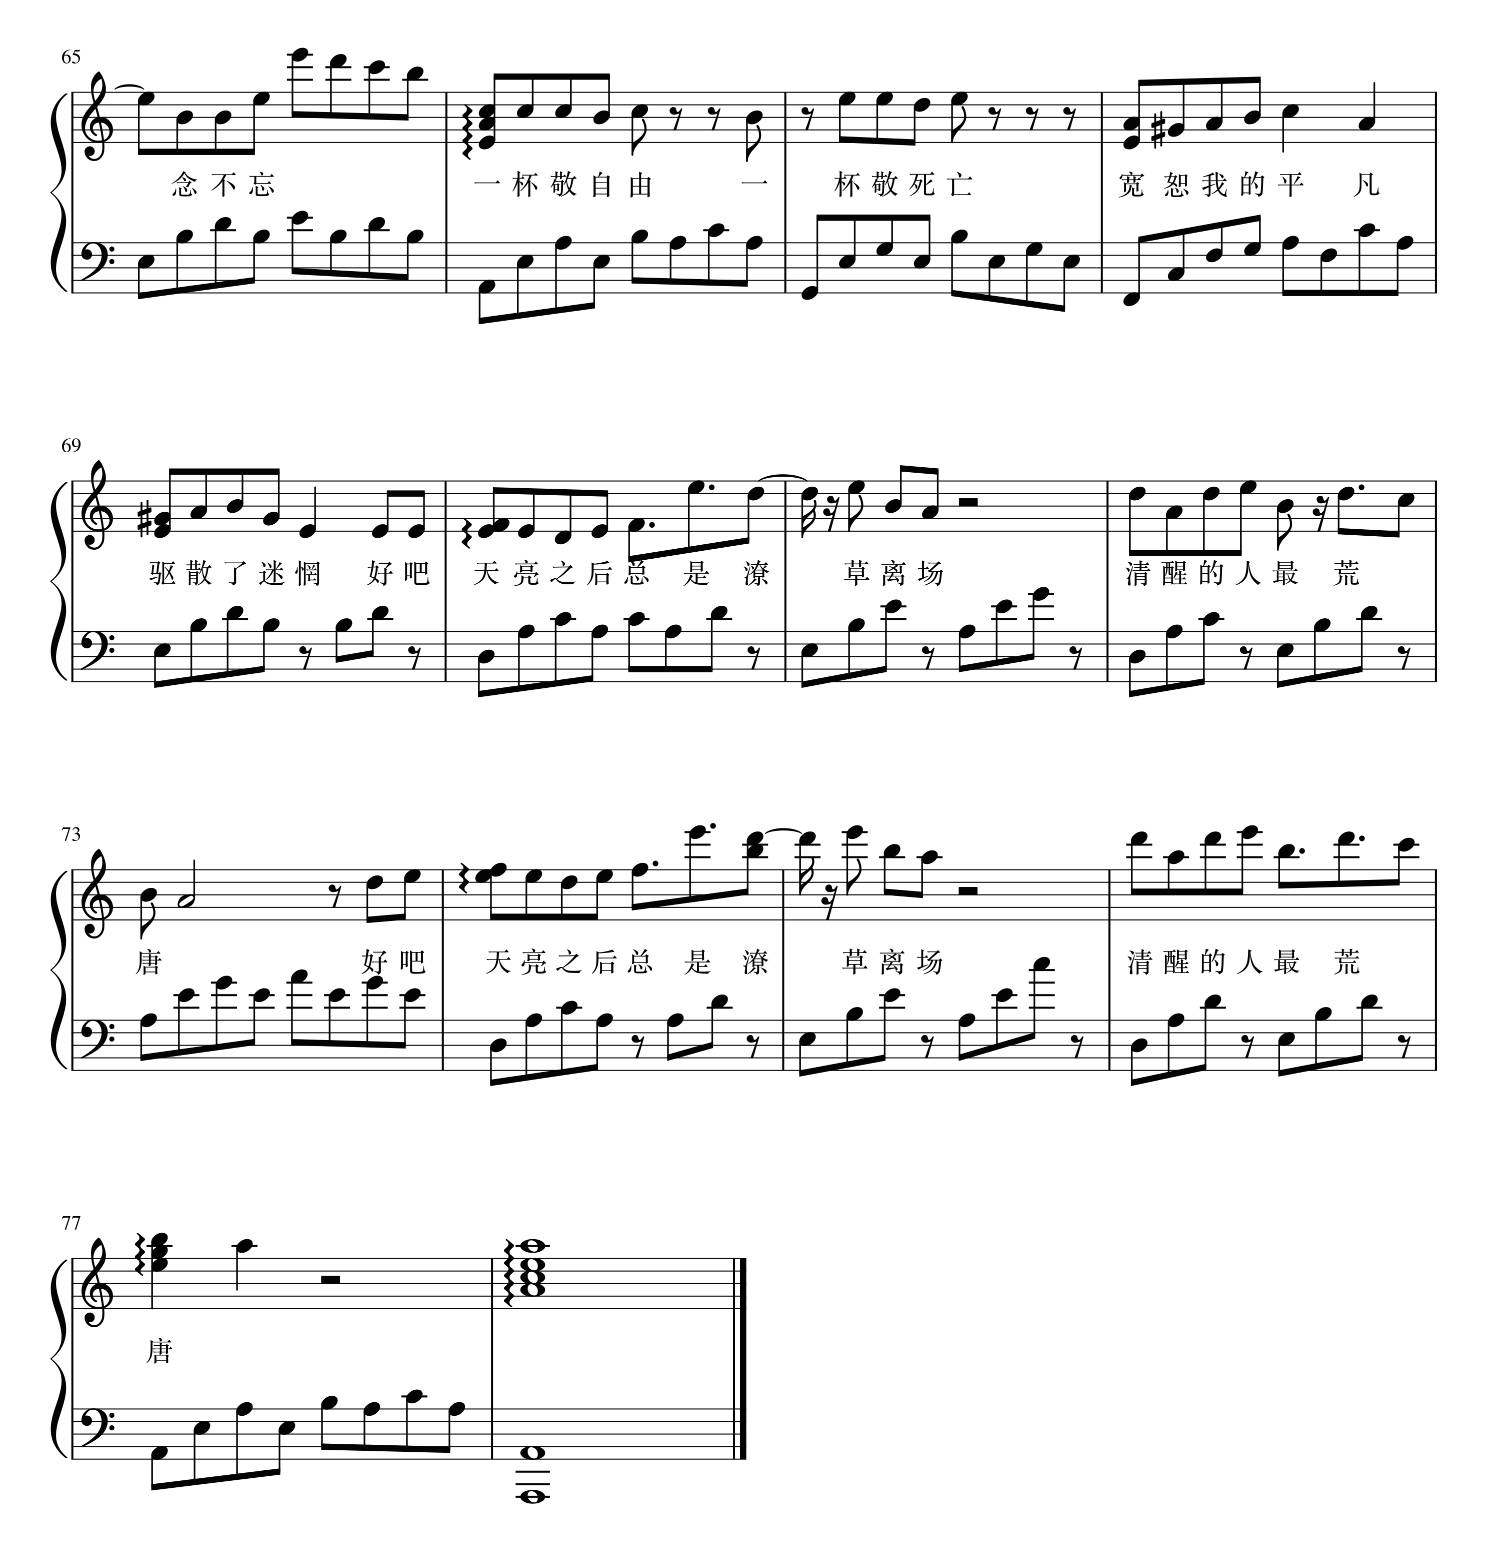 65
念 不 忘 一 杯 敬 自 由 一 杯 敬 死 亡 宽 恕 我 的 平 凡
69
驱 散 了 迷 惘 好 吧 天 亮 之 后 总 是 潦 草 离 场 清 醒 的 人 最 荒
73
唐 好 吧 天 亮 之 后 总 是 潦 草 离 场 清 醒 的 人 最 荒
77
唐